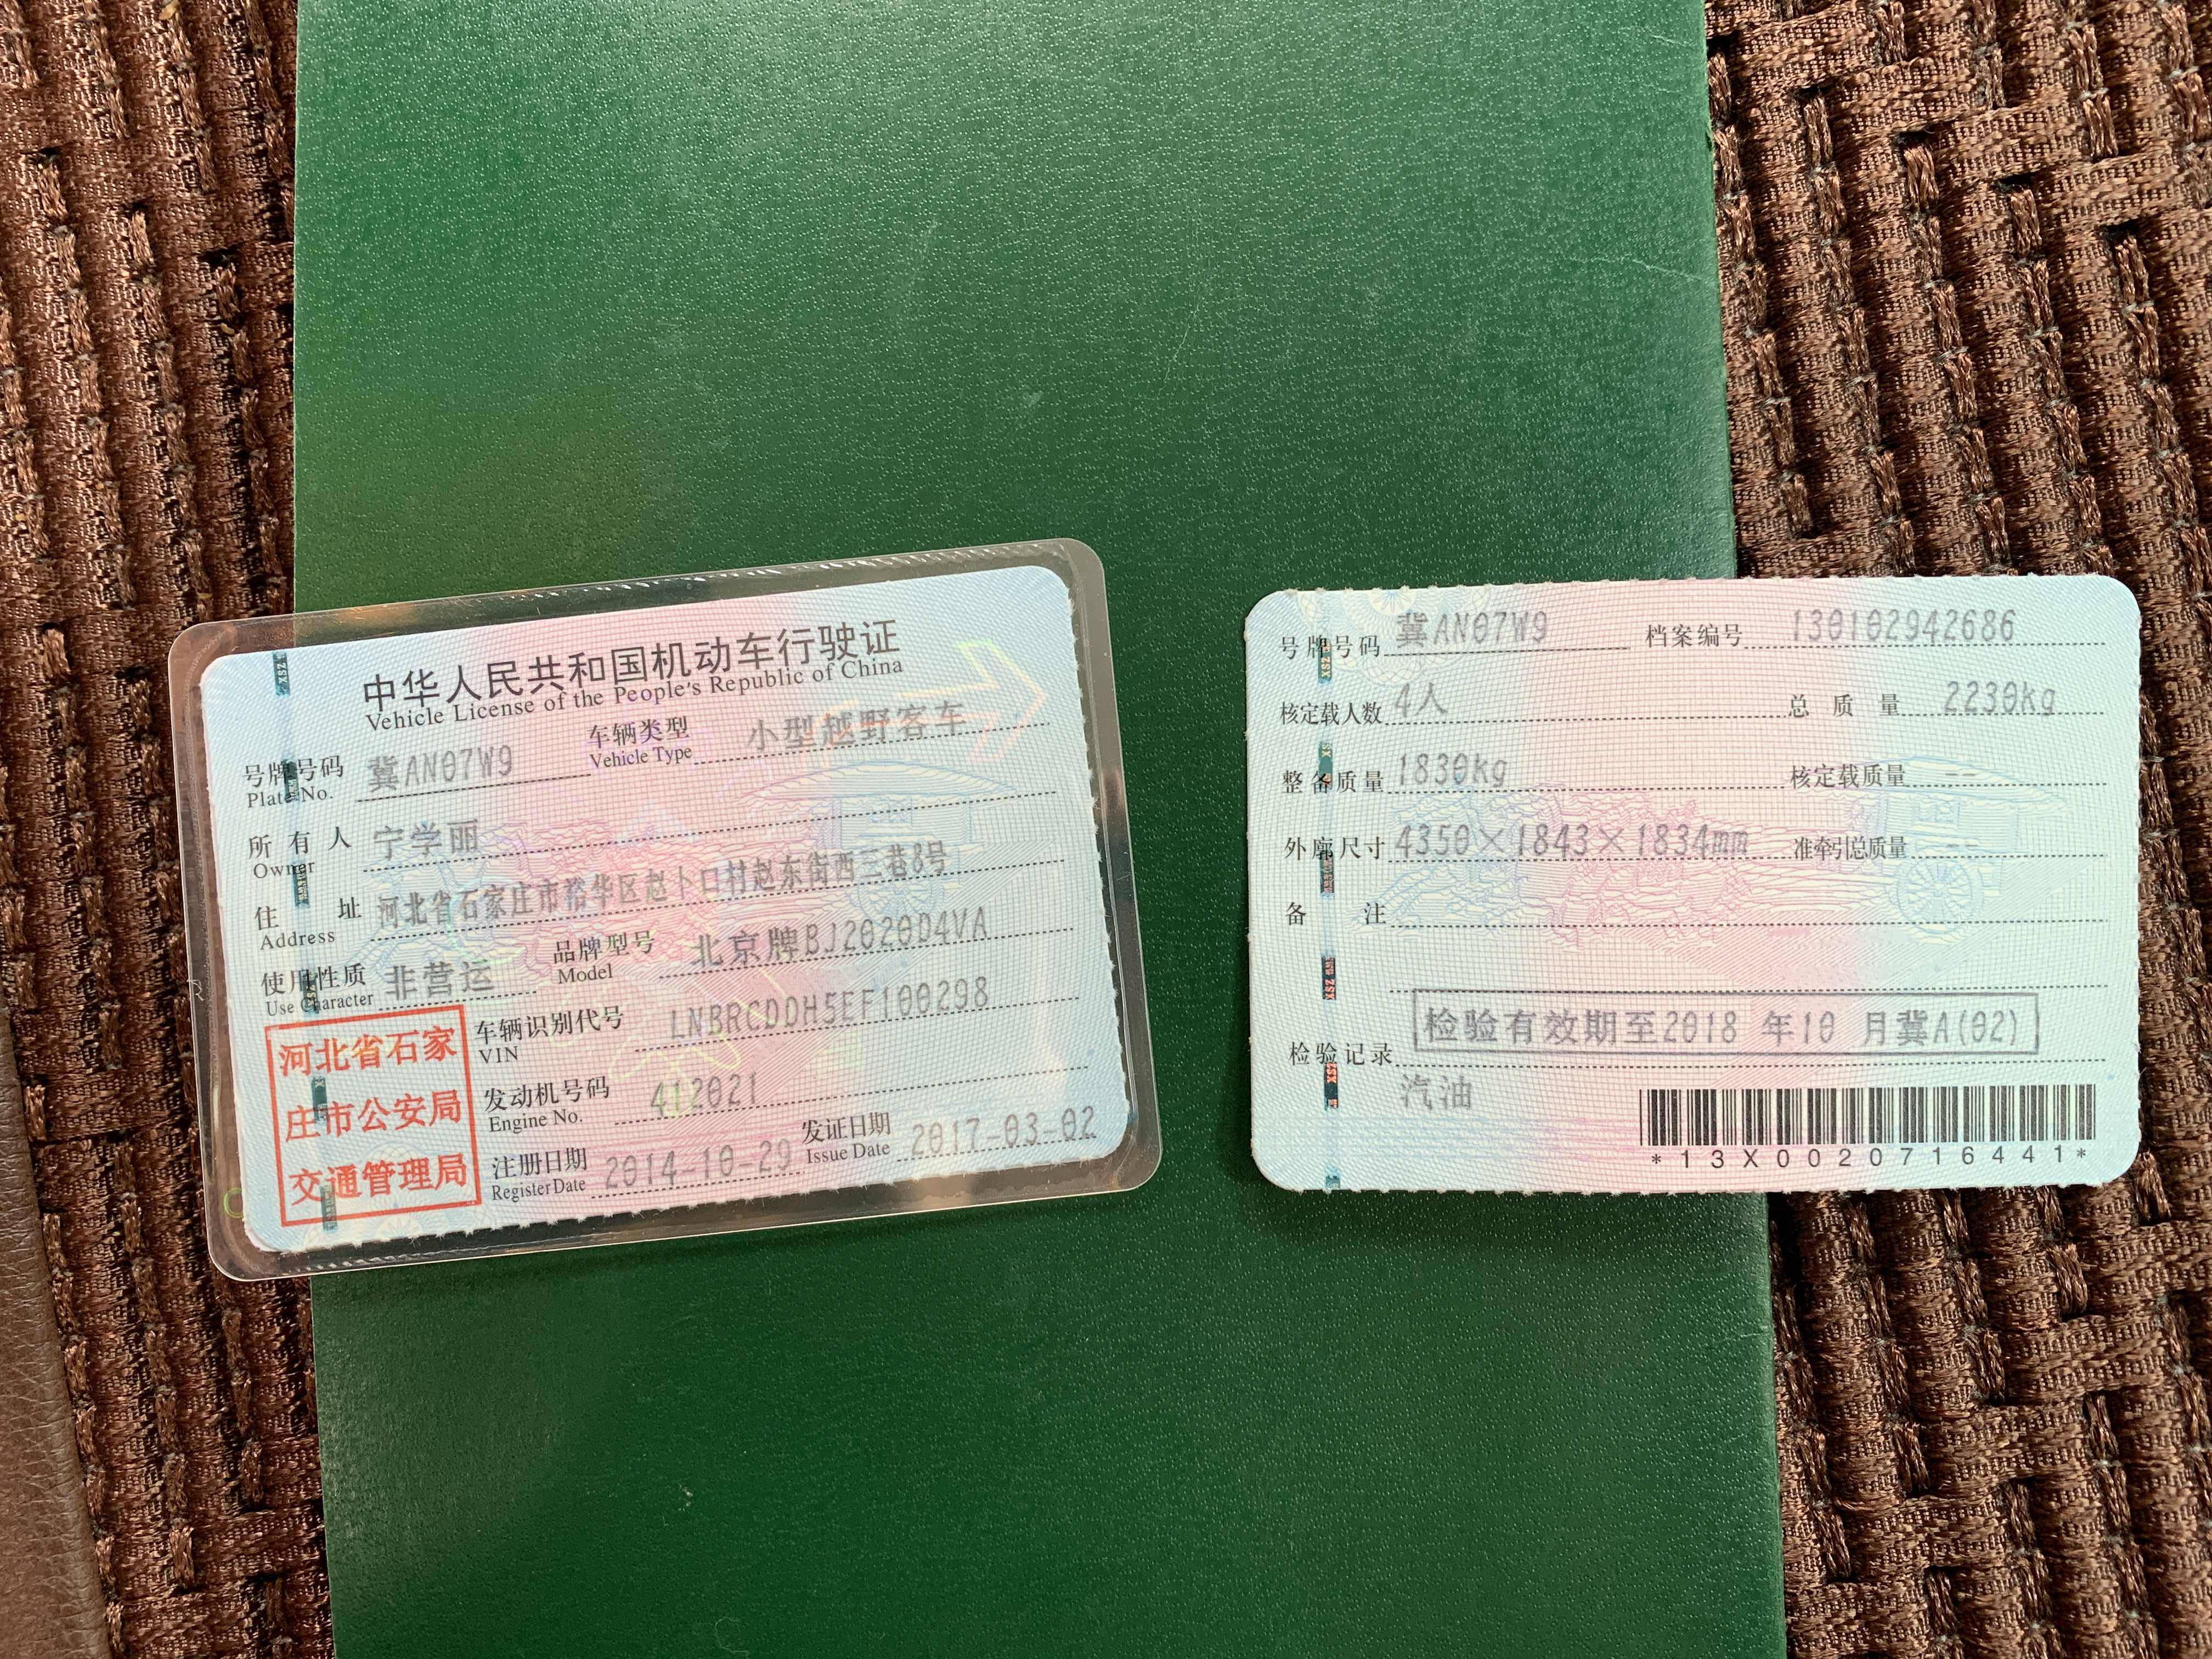 中华人民共和国机动车行驶证
Vehicle License of the People's Republic of China
号牌号码 冀AN07W9 车辆类型 小型越野客车
Plate No. Vehicle Type
所有人 宁学丽
Owner
住址 河北省石家庄市裕华区赵卜口村赵东街西三巷8号
Address
使用性质 非营运 品牌型号 北京牌BJ2020D4VA
Use Character Model
河北省石家
庄市公安局
交通管理局
车辆识别代号 LNBRCDDH5EF100298
VIN
发动机号码 4J2021
Engine No.
注册日期 2014-10-29 发证日期 2017-03-02
Register Date Issue Date
号牌号码 冀AN07W9 档案编号 130102942686
核定载人数 4人 总质量 2230kg
整备质量 1830kg 核定载质量 --
外廓尺寸 4350×1843×1834mm 准牵引总质量
备注
检验有效期至2018 年10 月冀A(02)
检验记录
汽油
*13X0020716441*